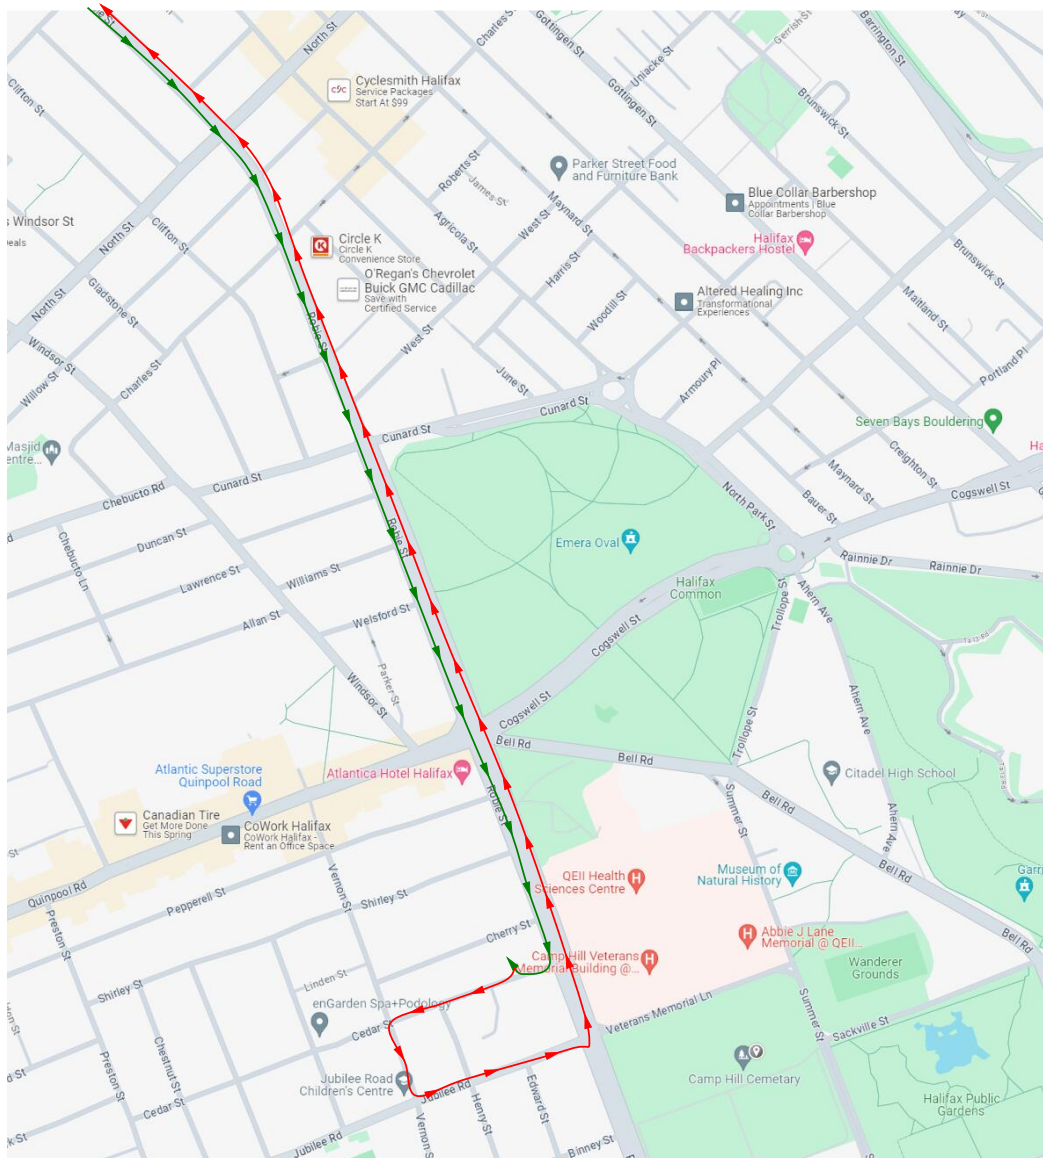 North St
Charles St
Gottingen St
Uniacke St
Gerrish St
Barrington St
Clifton St
Cyclesmith Halifax
Service Packages
Start At $99
Gottingen St
Brunswick St
North St
Roberts St
James St
Parker Street Food
and Furniture Bank
Blue Collar Barbershop
Appointments | Blue
Collar Barbershop
s Windsor St
eals
Clifton St
North St
Circle K
Circle K
Convenience Store
Agricola St
West St
Maynard St
Halifax
Backpackers Hostel
Brunswick St
O'Regan's Chevrolet
Buick GMC Cadillac
Save with
Certified Service
Harris St
Altered Healing Inc
Transformational
Experiences
Maitland St
Gladstone St
North St
Windsor St
Robie St
West St
Woodill St
Willow St
Charles St
June St
Armoury Pl
Portland Pl
Cunard St
Cunard St
Seven Bays Bouldering
Masjid
entre...
Ha
Chebucto Rd
Cunard St
North Park St
Maynard St
Creighton St
Cogswell St
Bauer St
Chebucto Ln
Duncan St
Robie St
Emera Oval
Rainnie Dr
Rainnie Dr
Lawrence St
Williams St
Halifax
Common
Trollope St
Ahern Ave
Allan St
Welsford St
Cogswell St
Windsor St
Parker St
Cogswell St
Ahern Ave
Bell Rd
Bell Rd
Trollope St
Atlantic Superstore
Quinpool Road
Atlantica Hotel Halifax
Citadel High School
Robie St
Summer St
Bell Rd
Ahern Ave
Canadian Tire
Get More Done
This Spring
CoWork Halifax
CoWork Halifax -
Rent an Office Space
Quinpool Rd
Vernon St
QEII Health
Sciences Centre
Museum of
Natural History
Bell Rd
Garri
Preston St
Pepperell St
Shirley St
Cherry St
Abbie J Lane
Memorial @ QEII...
Bell Rd
Camp Hill Veterans
Memorial Building @...
Wanderer
Grounds
Shirley St
Linden St
enGarden Spa+Podology
Cedar St
Veterans Memorial Ln
Summer St
Sackville St
Preston St
Chestnut St
Jubilee Road
Children's Centre
Camp Hill Cemetary
Cedar St
Jubilee Rd
Jubilee Rd
Vernon St
Henry St
Edward St
Binney St
Halifax Public
Gardens